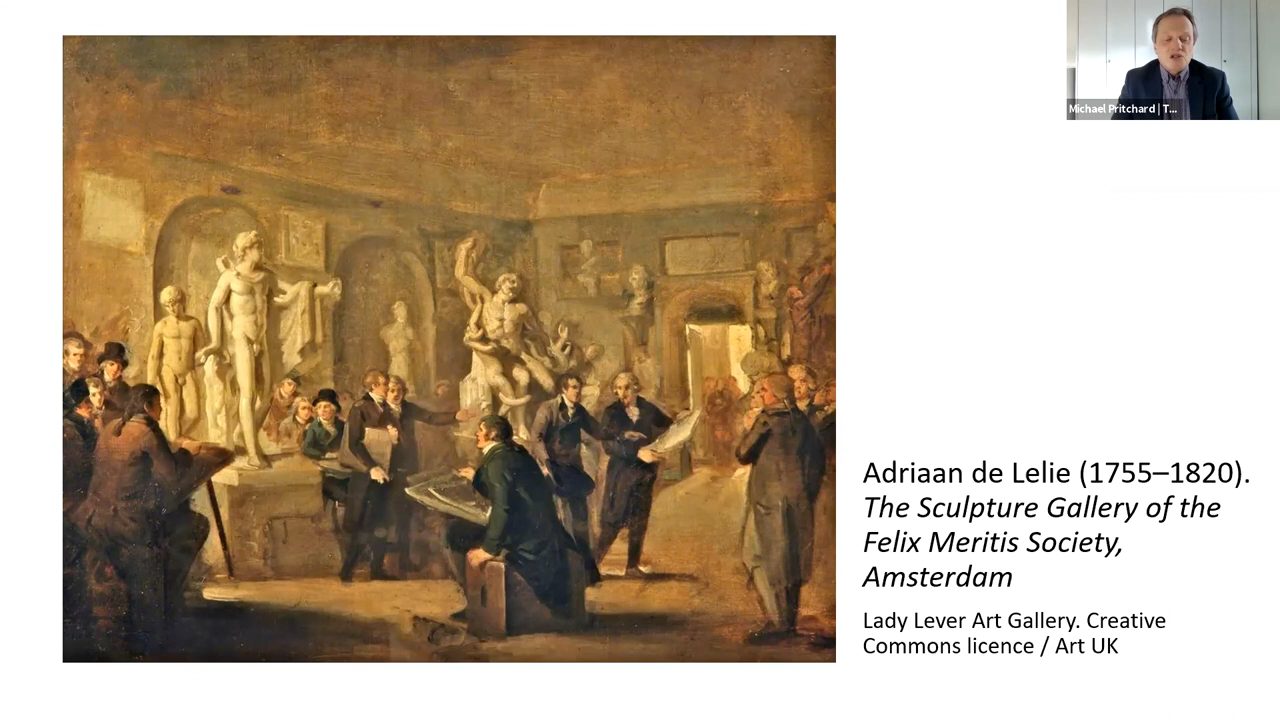 Michael Pritchard | T...
Adriaan de Lelie (1755–1820).
The Sculpture Gallery of the
Felix Meritis Society,
Amsterdam
Lady Lever Art Gallery. Creative
Commons licence / Art UK